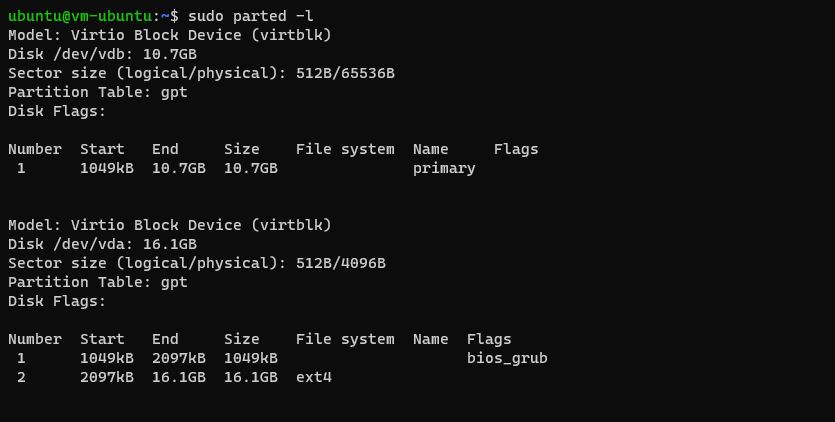 ubuntu@vm-ubuntu:~$ sudo parted -l
Model: Virtio Block Device (virtblk)
Disk /dev/vdb: 10.7GB
Sector size (logical/physical): 512B/65536B
Partition Table: gpt
Disk Flags:
Number  Start   End     Size    File system  Name     Flags
 1      1049kB  10.7GB  10.7GB               primary
Model: Virtio Block Device (virtblk)
Disk /dev/vda: 16.1GB
Sector size (logical/physical): 512B/4096B
Partition Table: gpt
Disk Flags:
Number  Start   End     Size    File system  Name  Flags
 1      1049kB  2097kB  1049kB                     bios_grub
 2      2097kB  16.1GB  16.1GB  ext4